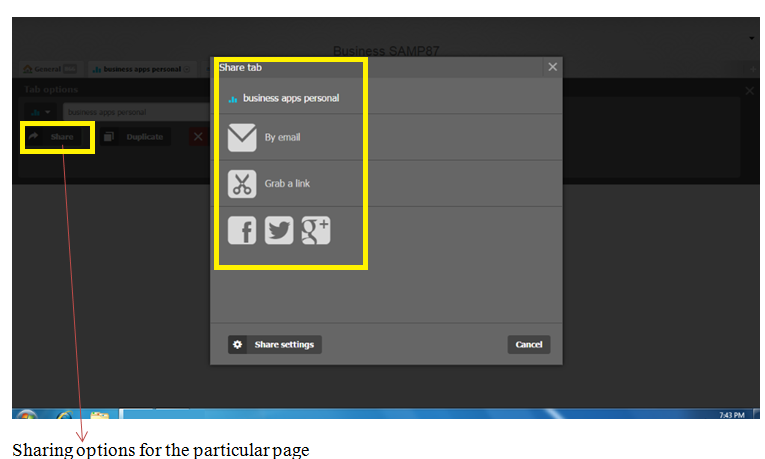 Business SAMP87
General
business apps personal
Tab options
business apps personal
Share
Duplicate
Share tab
business apps personal
By email
Grab a link
f
g+
Share settings
Cancel
7:43 PM
Sharing options for the particular page